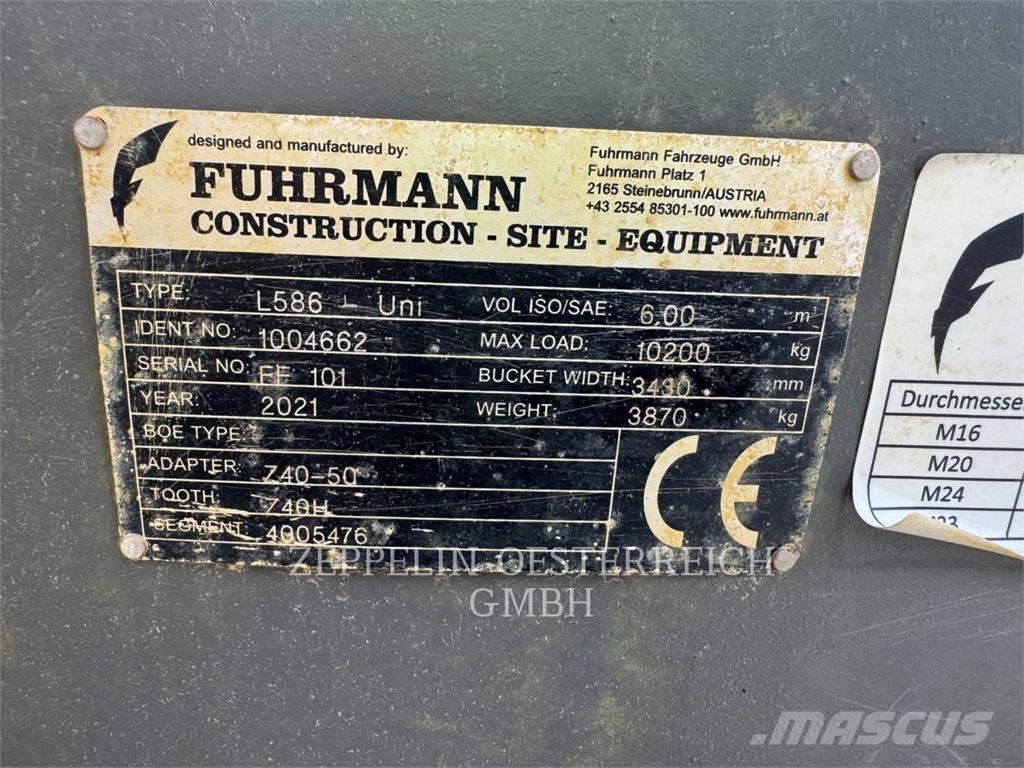 designed and manufactured by:
FUHRMANN
CONSTRUCTION - SITE - EQUIPMENT
Fuhrmann Fahrzeuge GmbH
Fuhrmann Platz 1
2165 Steinebrunn/AUSTRIA
+43 2554 85301-100 www.fuhrmann.at
TYPE: L586 - Uni VOL ISO/SAE: 6,00 m³
IDENT NO: 1004662 MAX LOAD: 10200 kg
SERIAL NO: 101 BUCKET WIDTH: mm
YEAR: 2021 WEIGHT: 3870 kg
BOE TYPE:
ADAPTER: Z40-50
TOOTH: Z40H
SEGMENT: 4005476
CE
Durchmesse
M16
M20
M24
ZEPPELIN OESTERREICH
GMBH
MASCUS